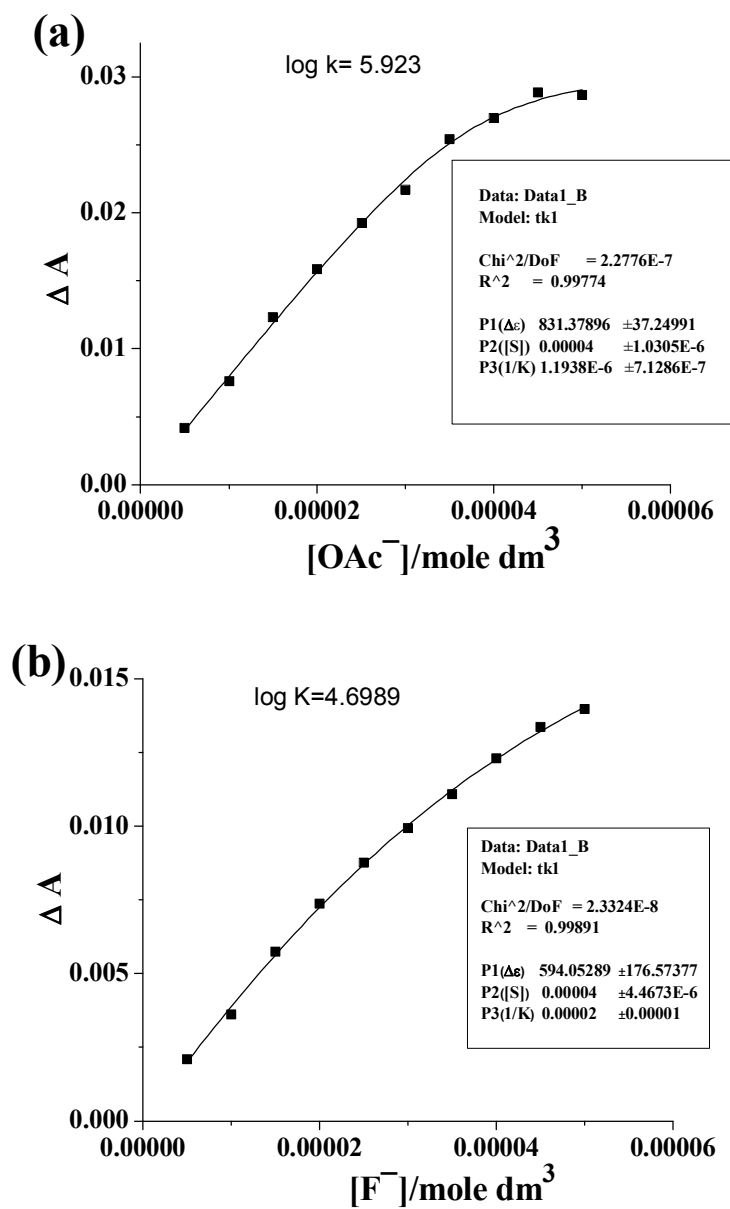 (a)
log k= 5.923
0.03
0.02
0.01
0.00
Δ A
Data: Data1_B
Model: tk1
Chi^2/DoF = 2.2776E-7
R^2 = 0.99774
P1(Δε) 831.37896 ±37.24991
P2([S]) 0.00004 ±1.0305E-6
P3(1/K) 1.1938E-6 ±7.1286E-7
0.00000 0.00002 0.00004 0.00006
[OAc⁻]/mole dm³
(b)
log K=4.6989
0.015
0.010
0.005
0.000
Δ A
Data: Data1_B
Model: tk1
Chi^2/DoF = 2.3324E-8
R^2 = 0.99891
P1(Δε) 594.05289 ±176.57377
P2([S]) 0.00004 ±4.4673E-6
P3(1/K) 0.00002 ±0.00001
0.00000 0.00002 0.00004 0.00006
[F⁻]/mole dm³